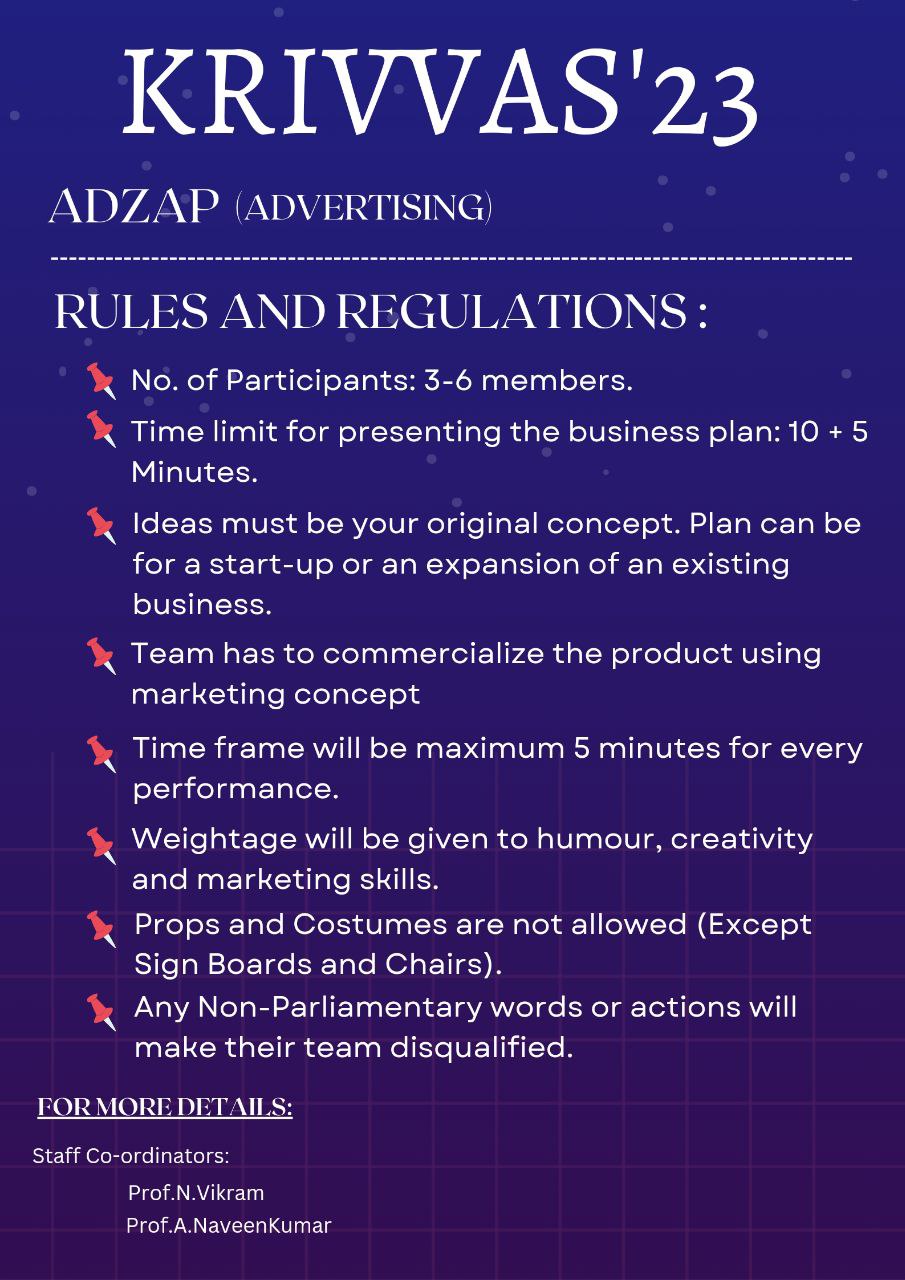 KRIVVAS'23
ADZAP (ADVERTISING)
--------------------------------------------------------------------------------
RULES AND REGULATIONS :
No. of Participants: 3-6 members.
Time limit for presenting the business plan: 10 + 5
Minutes.
Ideas must be your original concept. Plan can be
for a start-up or an expansion of an existing
business.
Team has to commercialize the product using
marketing concept
Time frame will be maximum 5 minutes for every
performance.
Weightage will be given to humour, creativity
and marketing skills.
Props and Costumes are not allowed (Except
Sign Boards and Chairs).
Any Non-Parliamentary words or actions will
make their team disqualified.
FOR MORE DETAILS:
Staff Co-ordinators:
Prof.N.Vikram
Prof.A.NaveenKumar